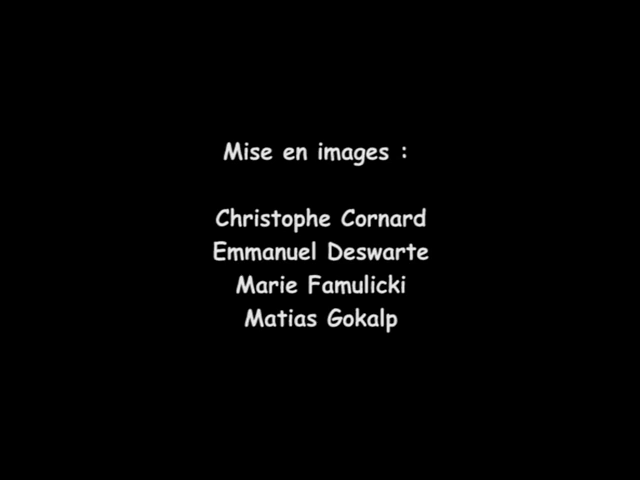 Mise en images :
Christophe Cornard
Emmanuel Deswarte
Marie Famulicki
Matias Gokalp